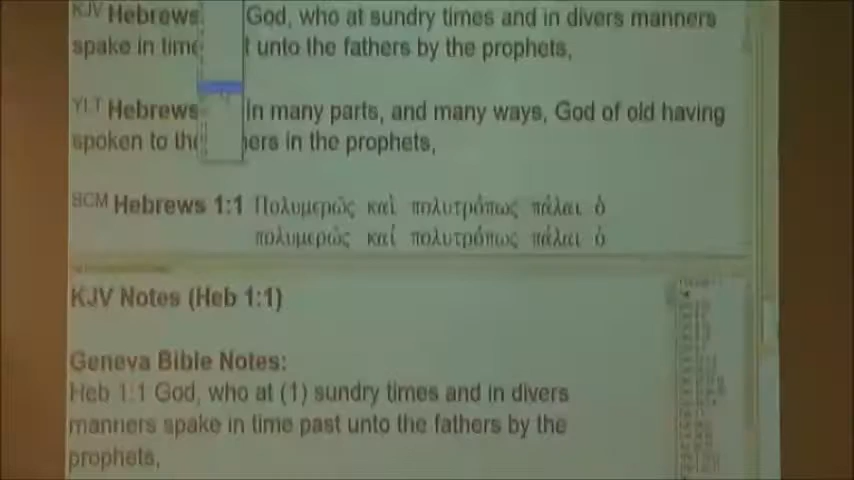 KJV Hebrews God, who at sundry times and in divers manners
spake in unto the fathers by the prophets,
YLT Hebrews In many parts, and many ways, God of old having
spoken to in the prophets,
SCM Hebrews 1:1 Πολυμερῶς καὶ πολυτρόπως πάλαι ὁ
πολυμερῶς καί πολυτρόπως πάλαι ὁ
KJV Notes (Heb 1:1)
Geneva Bible Notes:
Heb 1:1 God, who at (1) sundry times and in divers
manners spake in time past unto the fathers by the
prophets,